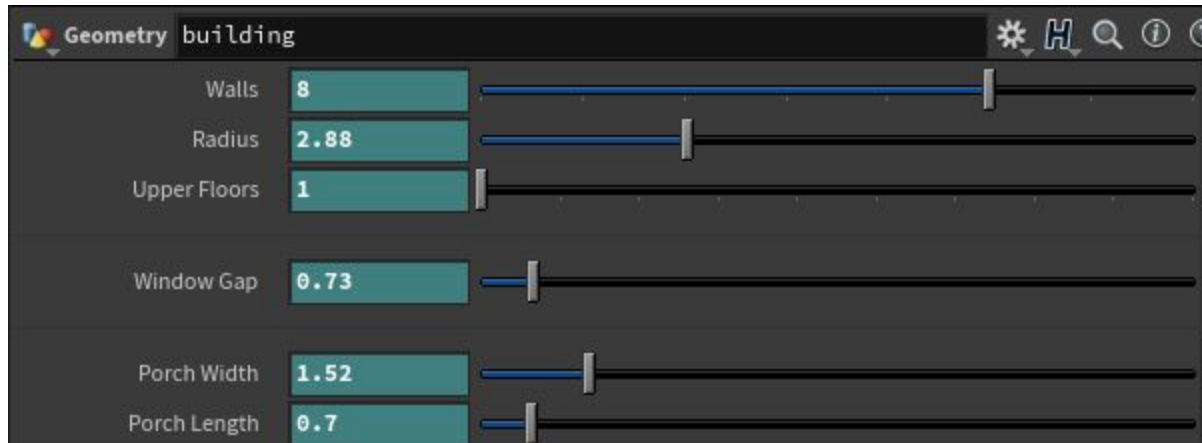 Geometry building
Walls 8
Radius 2.88
Upper Floors 1
Window Gap 0.73
Porch Width 1.52
Porch Length 0.7